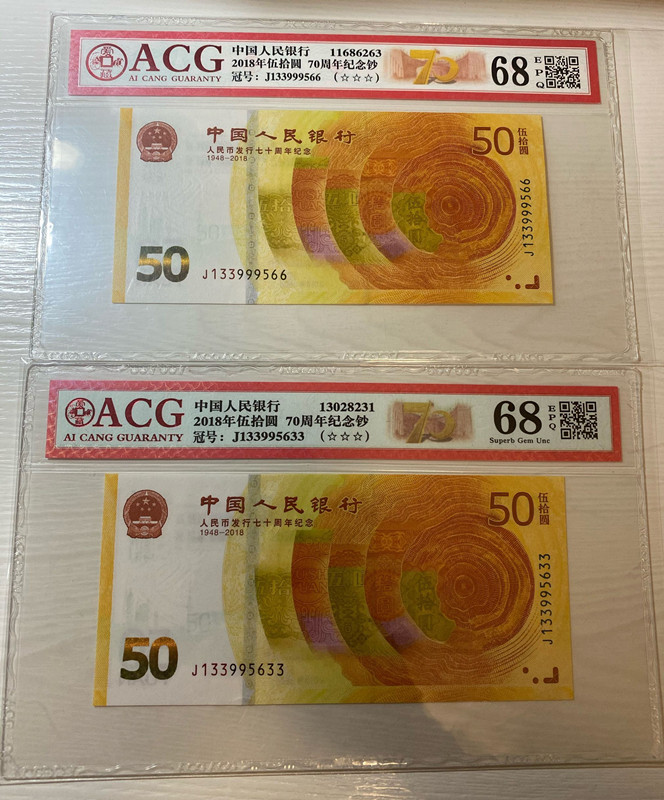 ACG
AI CANG GUARANTY
中国人民银行 11686263
2018年伍拾圆 70周年纪念钞
冠号: J133999566 (☆☆☆)
70
68
EPQ
中国人民银行
人民币发行七十周年纪念
1948-2018
50 伍拾圆
J133999566
50
J133999566
ACG
AI CANG GUARANTY
中国人民银行 13028231
2018年伍拾圆 70周年纪念钞
冠号: J133995633 (☆☆☆)
70
68
Superb Gem Unc
EPQ
中国人民银行
人民币发行七十周年纪念
1948-2018
50 伍拾圆
J133995633
50
J133995633